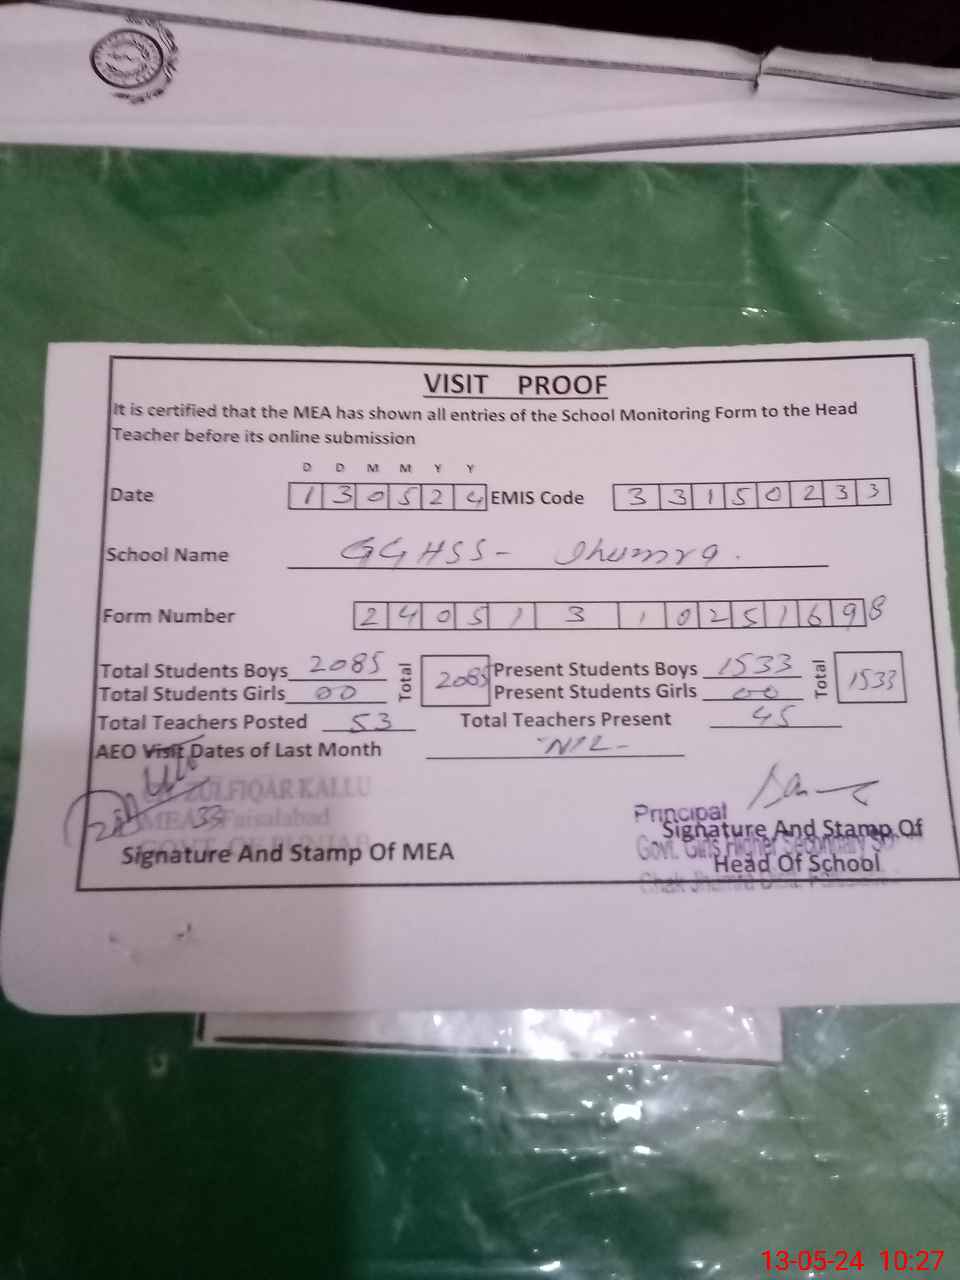 VISIT PROOF
It is certified that the MEA has shown all entries of the School Monitoring Form to the Head
Teacher before its online submission
D D M M Y Y
Date 1 3 0 5 2 4 EMIS Code 3 3 1 5 0 2 3 3
School Name GGHSS - Jhumra.
Form Number 2 4 0 5 1 3 1 0 2 5 1 6 9 8
Total Students Boys 2085 Total 2085 Present Students Boys 1533 Total 1533
Total Students Girls 00 Present Students Girls 00
Total Teachers Posted 53 Total Teachers Present 45
AEO Visit Dates of Last Month -NIL-
ZULFIQAR KALLU
MEA 33 Faisalabad
Signature And Stamp Of MEA
Principal
Signature And Stamp Of
Govt. Girls Higher Secondary
Head Of School
Chak Jhumra
13-05-24 10:27